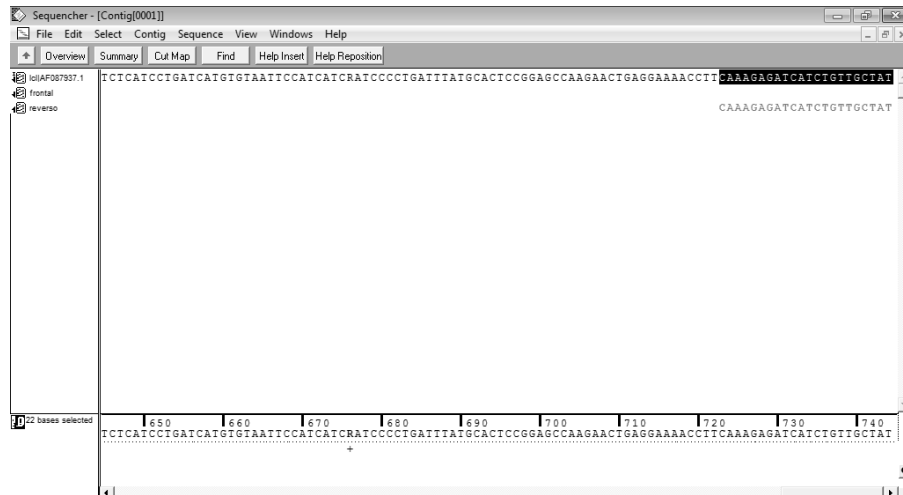 Sequencher - [Contig[0001]]
File Edit Select Contig Sequence View Windows Help
Overview Summary Cut Map Find Help Insert Help Reposition
lcl|AF087937.1 TCTCATCCTGATCATGTGTAATTCCATCATCRATCCCCTGATTTATGCACTCCGGAGCCAAGAACTGAGGAAAACCTTCAAAGAGATCATCTGTTGCTAT
frontal
reverso CAAAGAGATCATCTGTTGCTAT
22 bases selected 650 660 670 680 690 700 710 720 730 740
TCTCATCCTGATCATGTGTAATTCCATCATCRATCCCCTGATTTATGCACTCCGGAGCCAAGAACTGAGGAAAACCTTCAAAGAGATCATCTGTTGCTAT
+